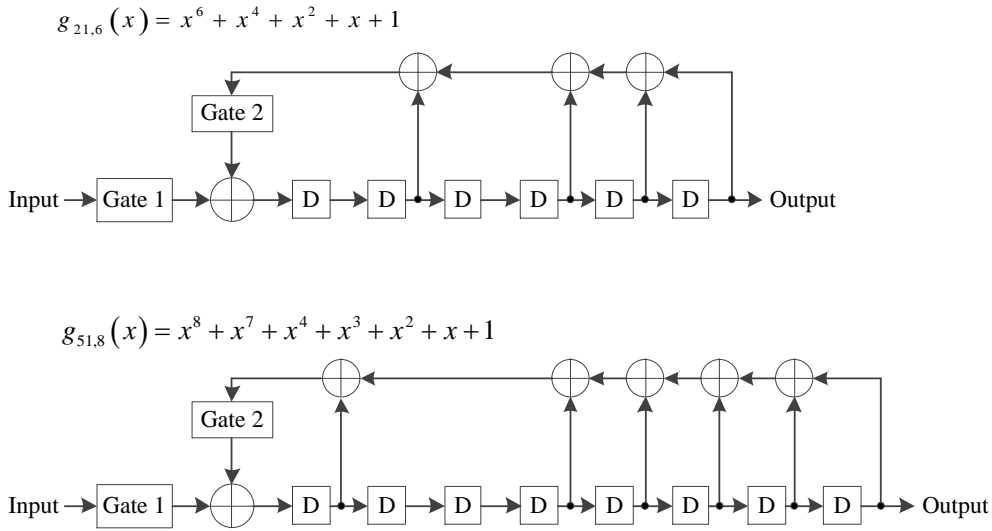 g₂₁,₆(x) = x⁶ + x⁴ + x² + x + 1
Gate 2
Input Gate 1 D D D D D D Output
g₅₁,₈(x) = x⁸ + x⁷ + x⁴ + x³ + x² + x + 1
Gate 2
Input Gate 1 D D D D D D D D Output